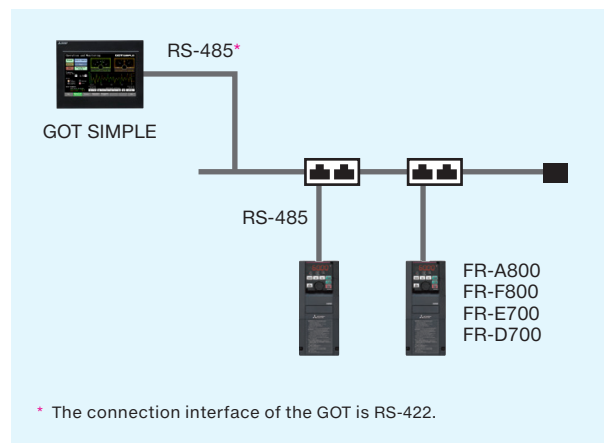 RS-485*
GOT SIMPLE
RS-485
FR-A800
FR-F800
FR-E700
FR-D700
* The connection interface of the GOT is RS-422.